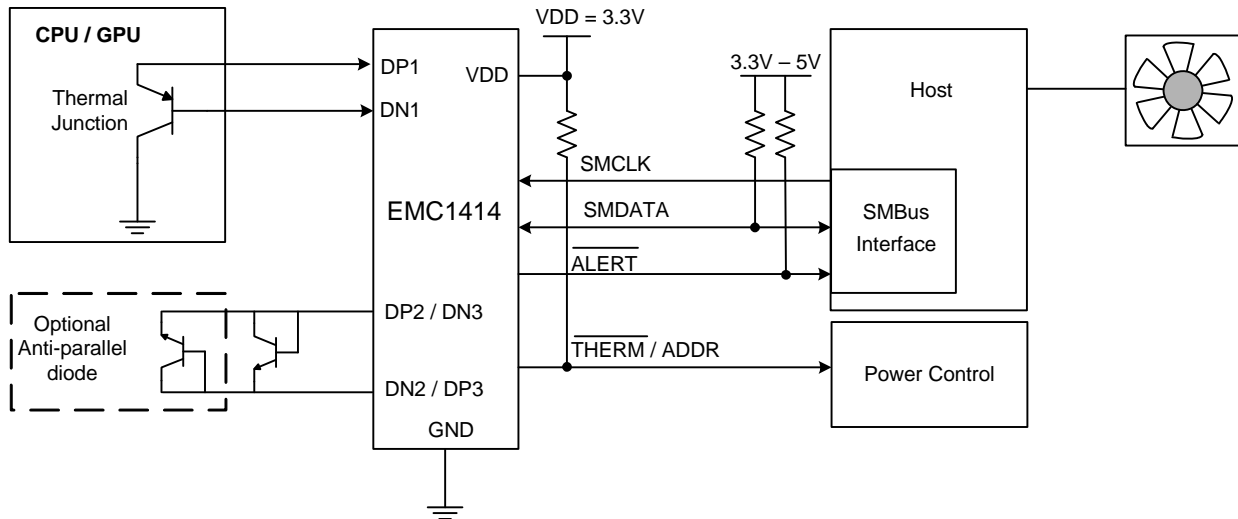 CPU / GPU
Thermal
Junction
DP1
DN1
VDD
VDD = 3.3V
3.3V – 5V
Host
SMCLK
EMC1414
SMDATA
SMBus
Interface
ALERT
Optional
Anti-parallel
diode
DP2 / DN3
DN2 / DP3
THERM / ADDR
Power Control
GND